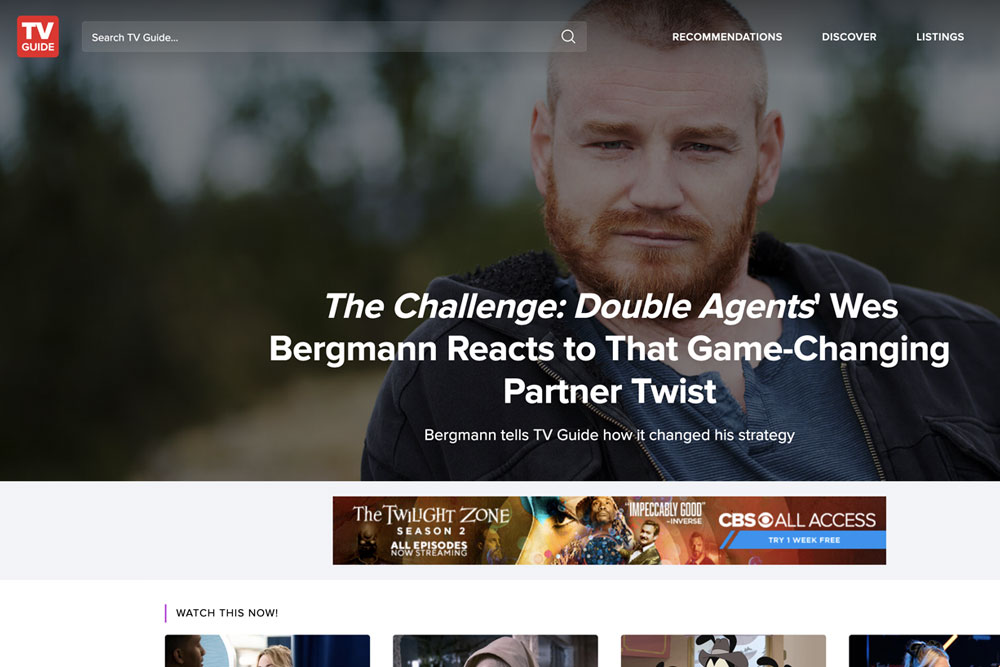 TV
GUIDE
Search TV Guide...
RECOMMENDATIONS
DISCOVER
LISTINGS
The Challenge: Double Agents' Wes
Bergmann Reacts to That Game-Changing
Partner Twist
Bergmann tells TV Guide how it changed his strategy
THE TWILIGHT ZONE
SEASON 2
ALL EPISODES
NOW STREAMING
"IMPECCABLY GOOD"
–INVERSE
CBS ALL ACCESS
TRY 1 WEEK FREE
WATCH THIS NOW!